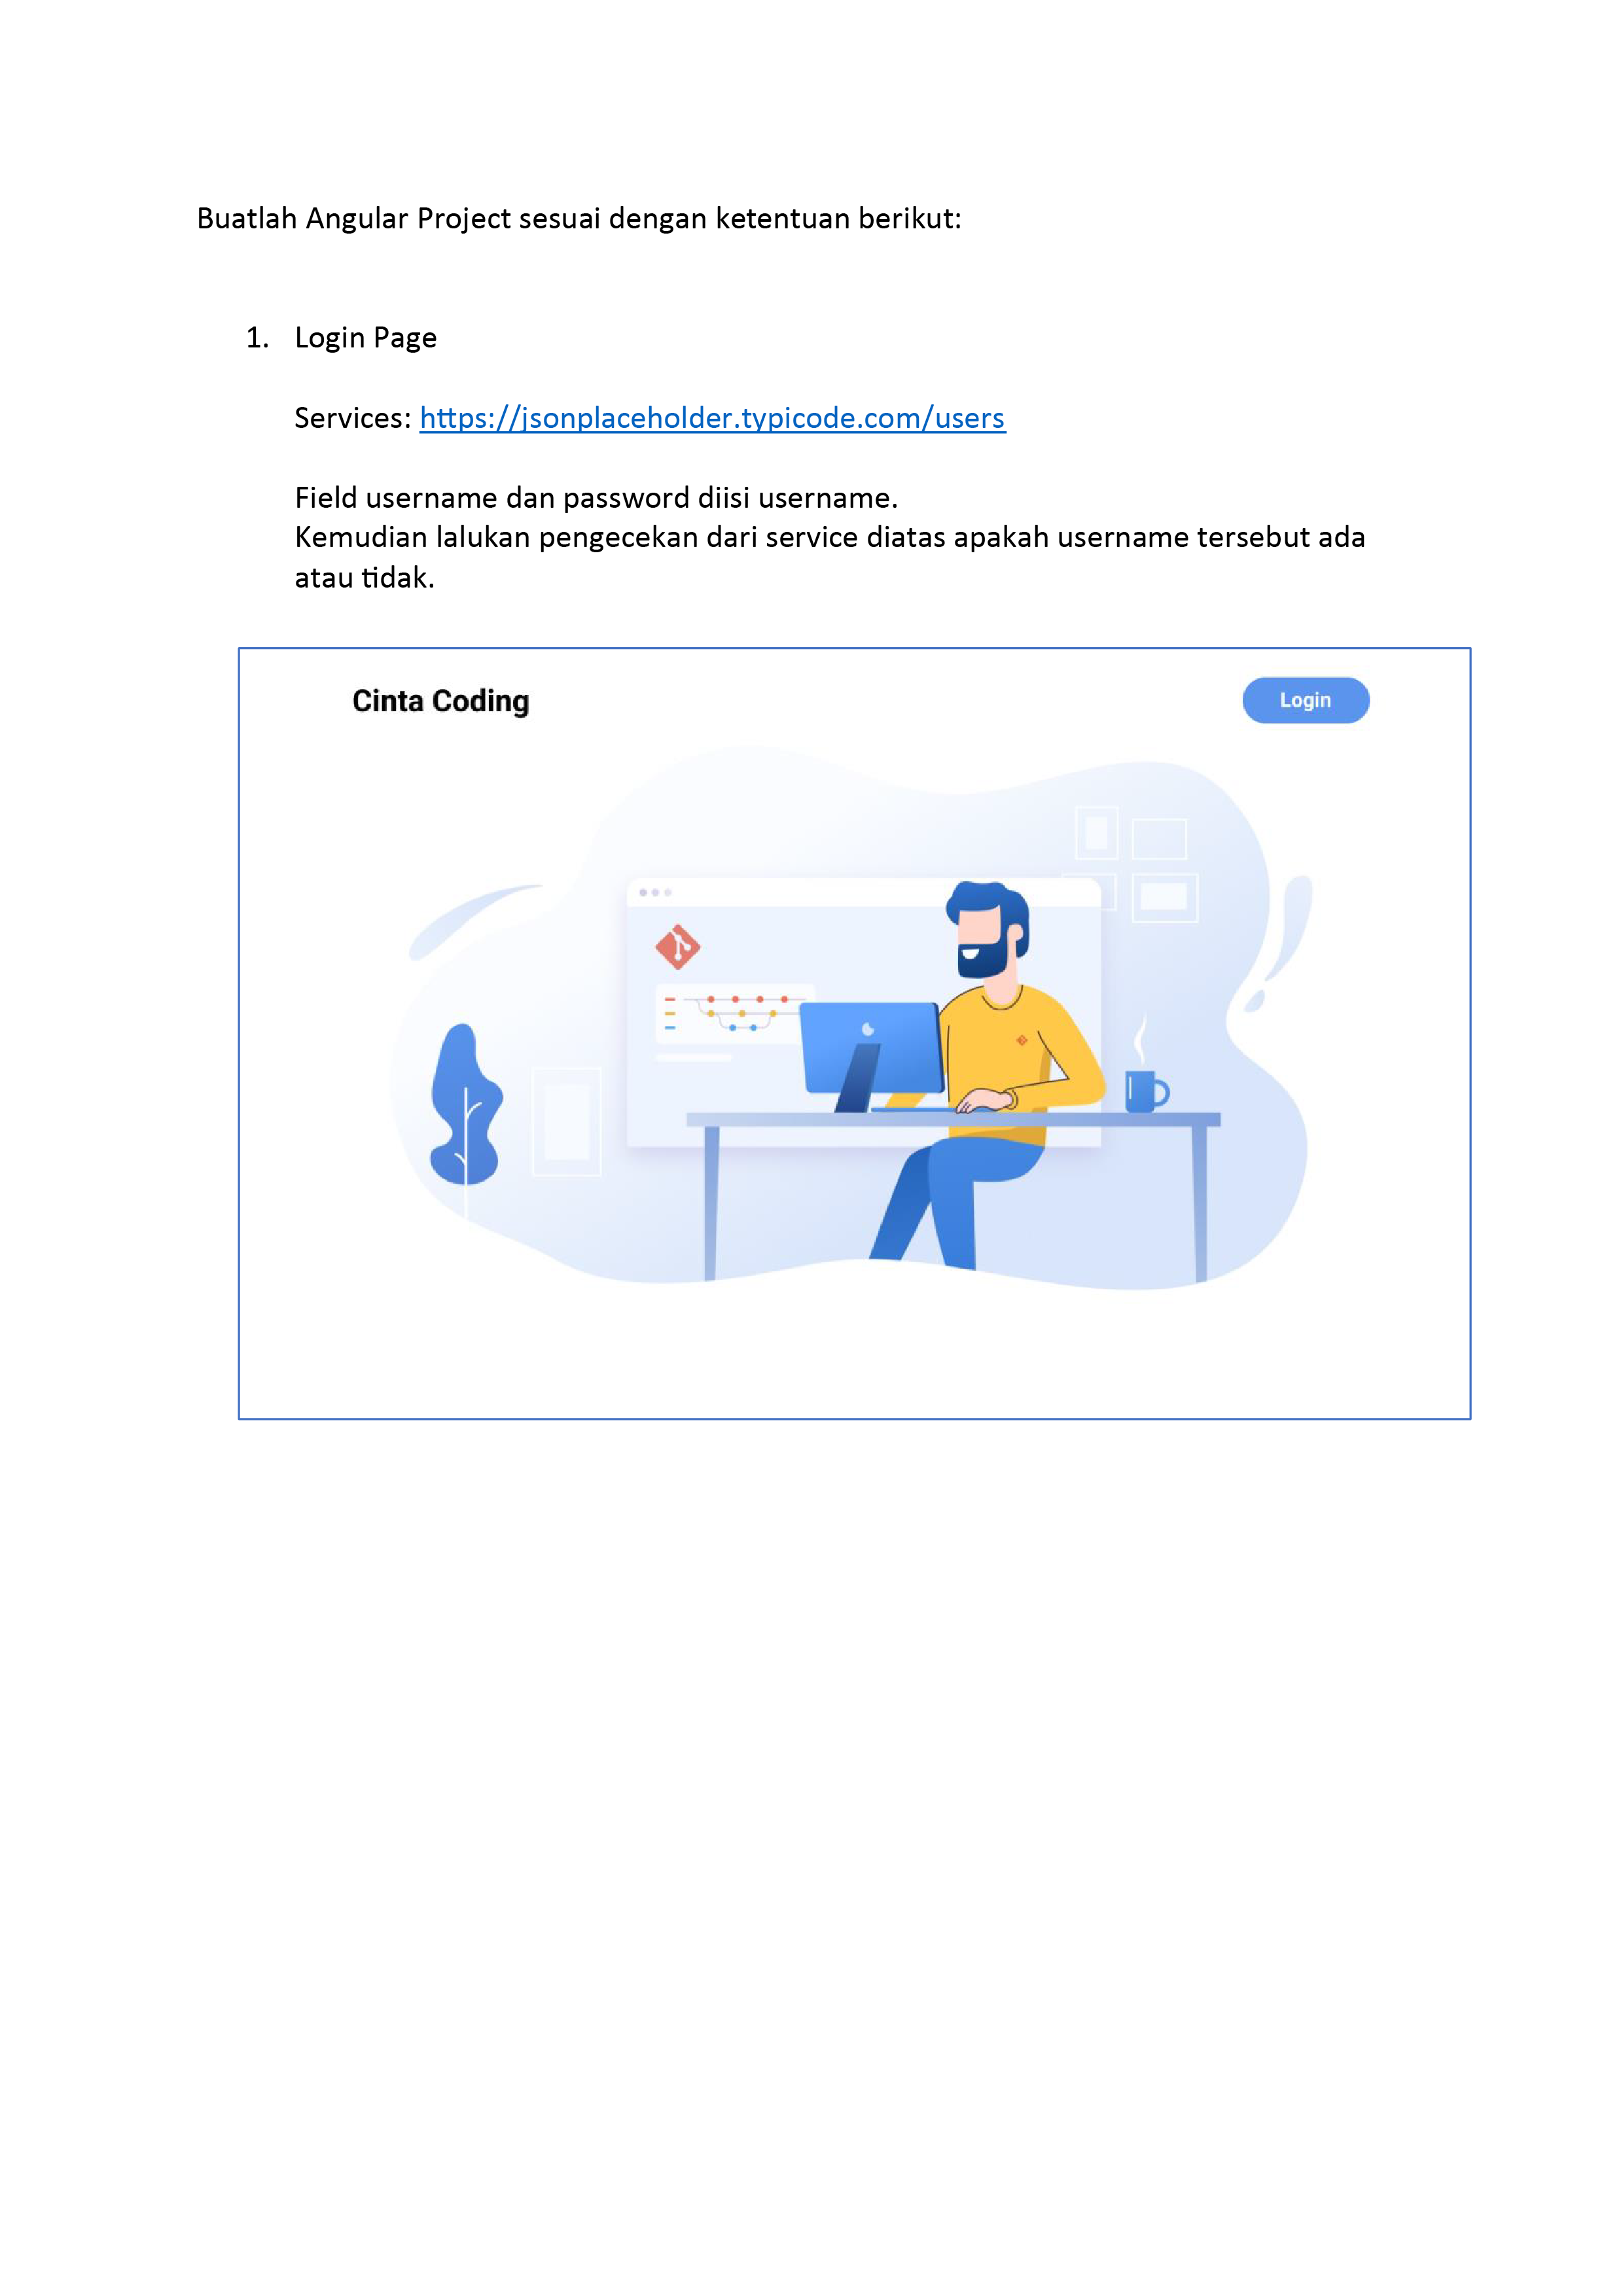 Buatlah Angular Project sesuai dengan ketentuan berikut:
1. Login Page
Services: https://jsonplaceholder.typicode.com/users
Field username dan password diisi username.
Kemudian lalukan pengecekan dari service diatas apakah username tersebut ada
atau tidak.
Cinta Coding
Login